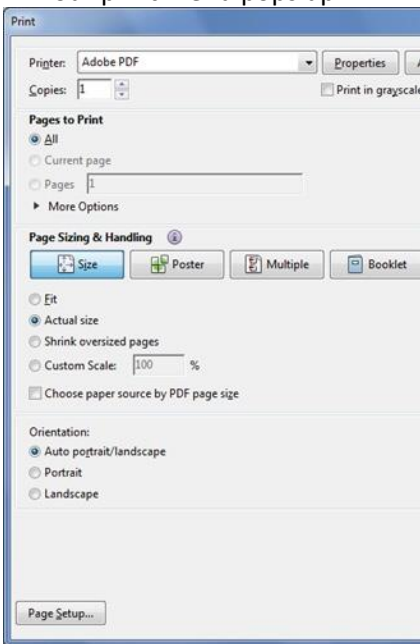 Print
Printer: Adobe PDF Properties
Copies: 1 Print in grayscale
Pages to Print
All
Current page
Pages 1
More Options
Page Sizing & Handling
Size Poster Multiple Booklet
Fit
Actual size
Shrink oversized pages
Custom Scale: 100 %
Choose paper source by PDF page size
Orientation:
Auto portrait/landscape
Portrait
Landscape
Page Setup...